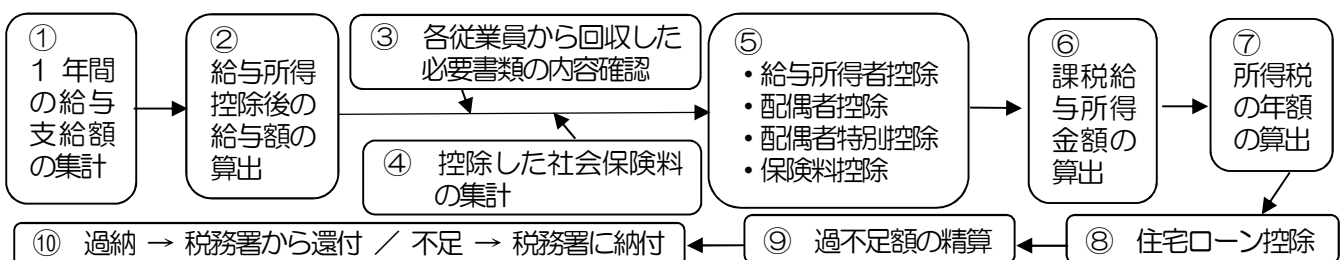 ①
1 年間
の給与
支給額
の集計
②
給与所得
控除後の
給与額の
算出
③ 各従業員から回収した
必要書類の内容確認
④ 控除した社会保険料
の集計
⑤
・給与所得者控除
・配偶者控除
・配偶者特別控除
・保険料控除
⑥
課税給
与所得
金額の
算出
⑦
所得税
の年額
の算出
⑧ 住宅ローン控除
⑨ 過不足額の精算
⑩ 過納 → 税務署から還付 ／ 不足 → 税務署に納付